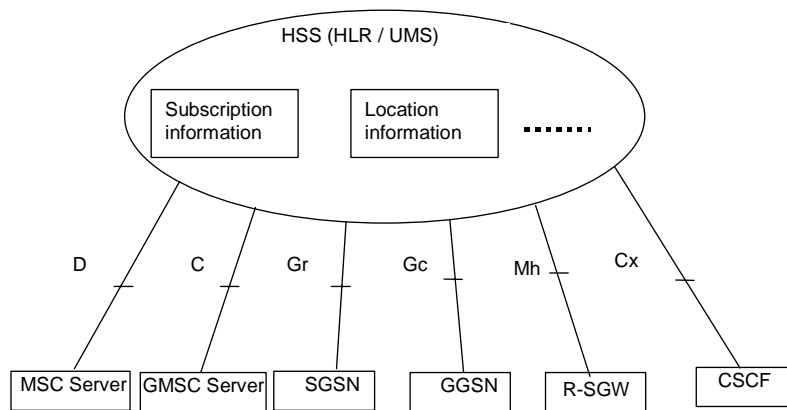 HSS (HLR / UMS)
Subscription
information
Location
information
D
C
Gr
Gc
Mh
Cx
MSC Server
GMSC Server
SGSN
GGSN
R-SGW
CSCF